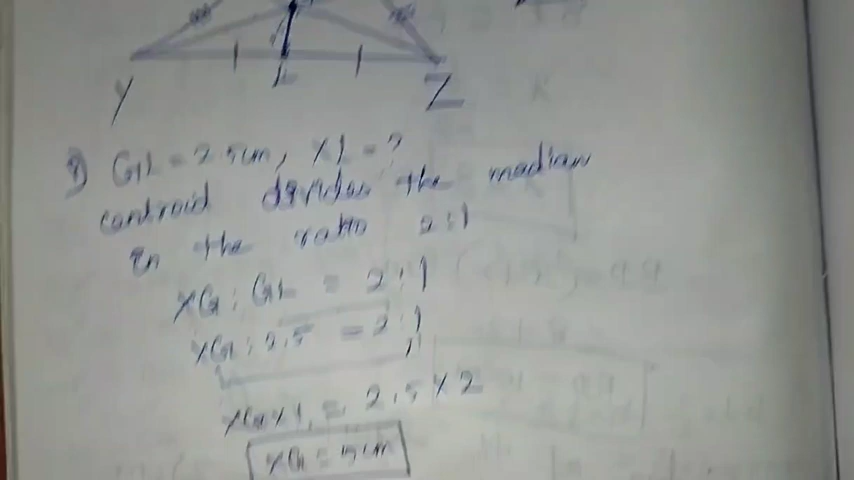 L
Y Z
i) GL = 2.5cm, XL = ?
centroid divides the median
in the ratio 2:1
XG : GL = 2:1
XG : 2.5 = 2:1
XG x 1 = 2.5 x 2
XG = 5cm